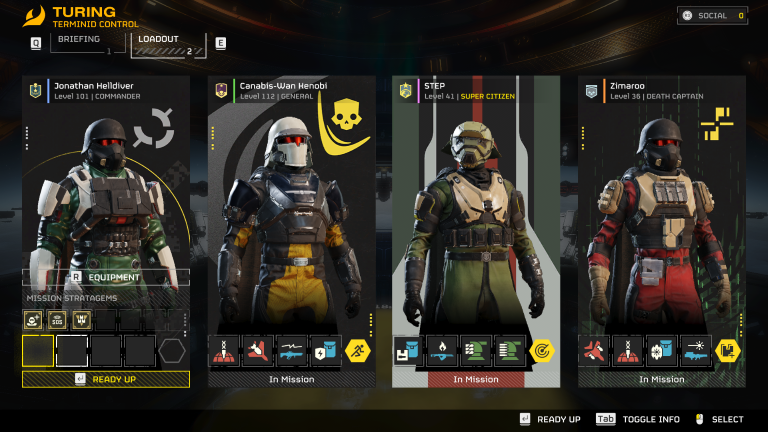 TURING
TERMINID CONTROL
SOCIAL 0
Q
BRIEFING
1
LOADOUT
2
E
Jonathan Helldiver
Level 101 | COMMANDER
Canabis-Wan Henobi
Level 112 | GENERAL
STEP
Level 41 | SUPER CITIZEN
Zimaroo
Level 36 | DEATH CAPTAIN
R EQUIPMENT
MISSION STRATAGEMS
SOS
READY UP
In Mission
In Mission
In Mission
READY UP
Tab TOGGLE INFO
SELECT